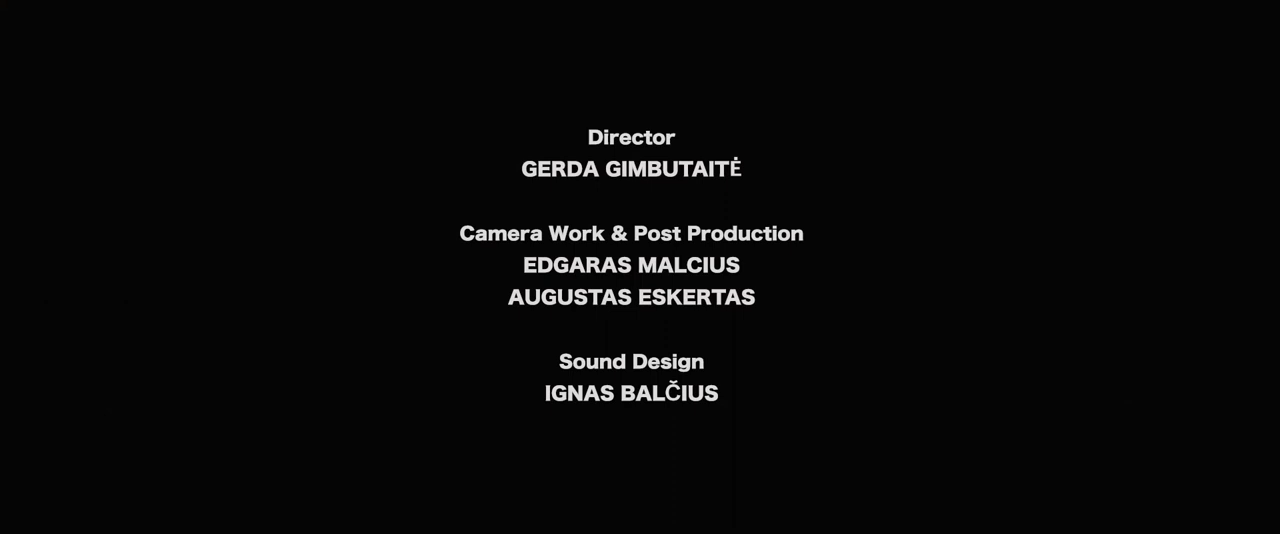 Director
GERDA GIMBUTAITĖ
Camera Work & Post Production
EDGARAS MALCIUS
AUGUSTAS ESKERTAS
Sound Design
IGNAS BALČIUS